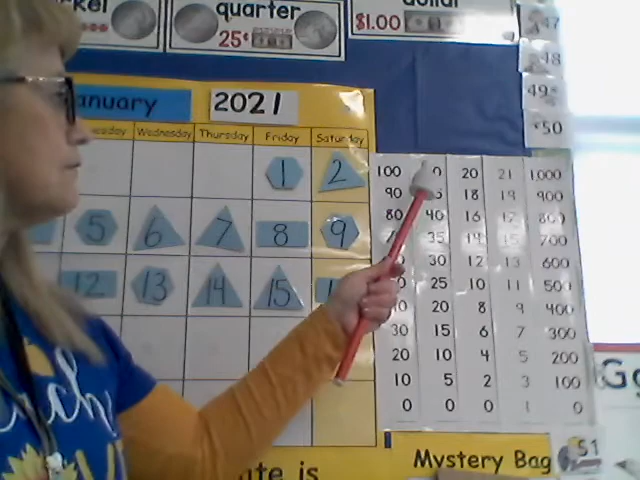 quarter
25¢
$1.00
47
48
49
50
January 2021
Wednesday Thursday Friday Saturday
1 2
5 6 7 8 9
12 13 14 15
100 20 21 1,000
90 18 19 900
80 40 16 17 800
35 14 15 700
30 12 13 600
25 10 11 500
20 8 9 400
30 15 6 7 300
20 10 4 5 200
10 5 2 3 100
0 0 0 1 0
Mystery Bag
51